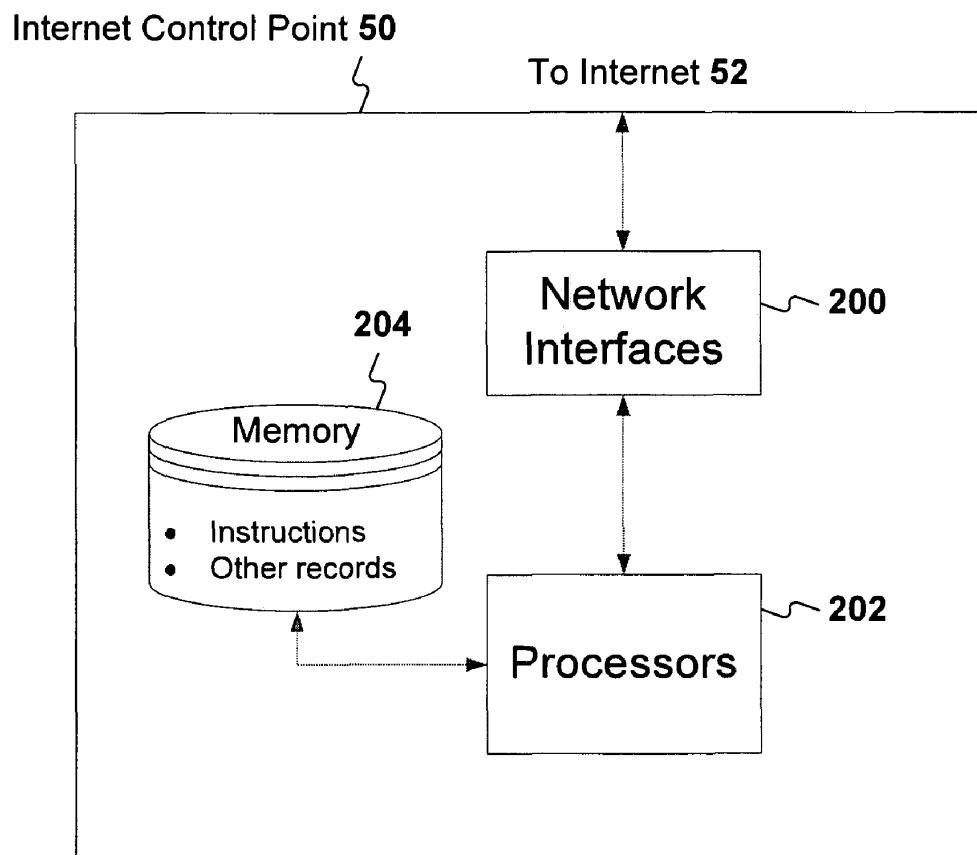 Internet Control Point 50
To Internet 52
Network
Interfaces
200
204
Memory
• Instructions
• Other records
202
Processors